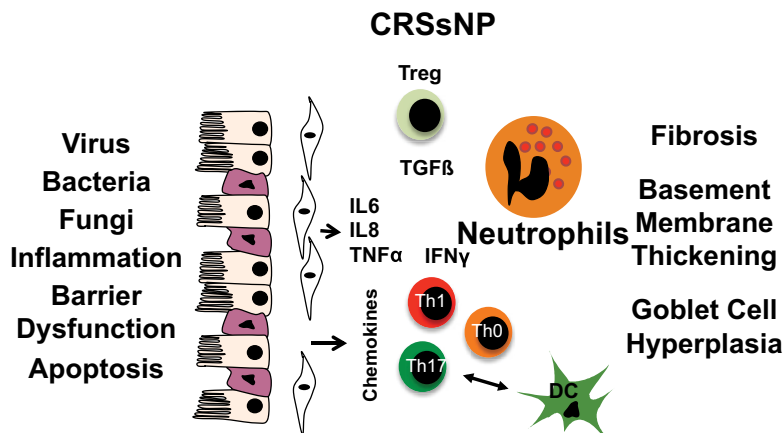 CRSsNP
Virus
Bacteria
Fungi
Inflammation
Barrier
Dysfunction
Apoptosis
Treg
TGFß
IL6
IL8
TNFα
IFNγ
Chemokines
Th1
Th0
Th17
DC
Neutrophils
Fibrosis
Basement
Membrane
Thickening
Goblet Cell
Hyperplasia